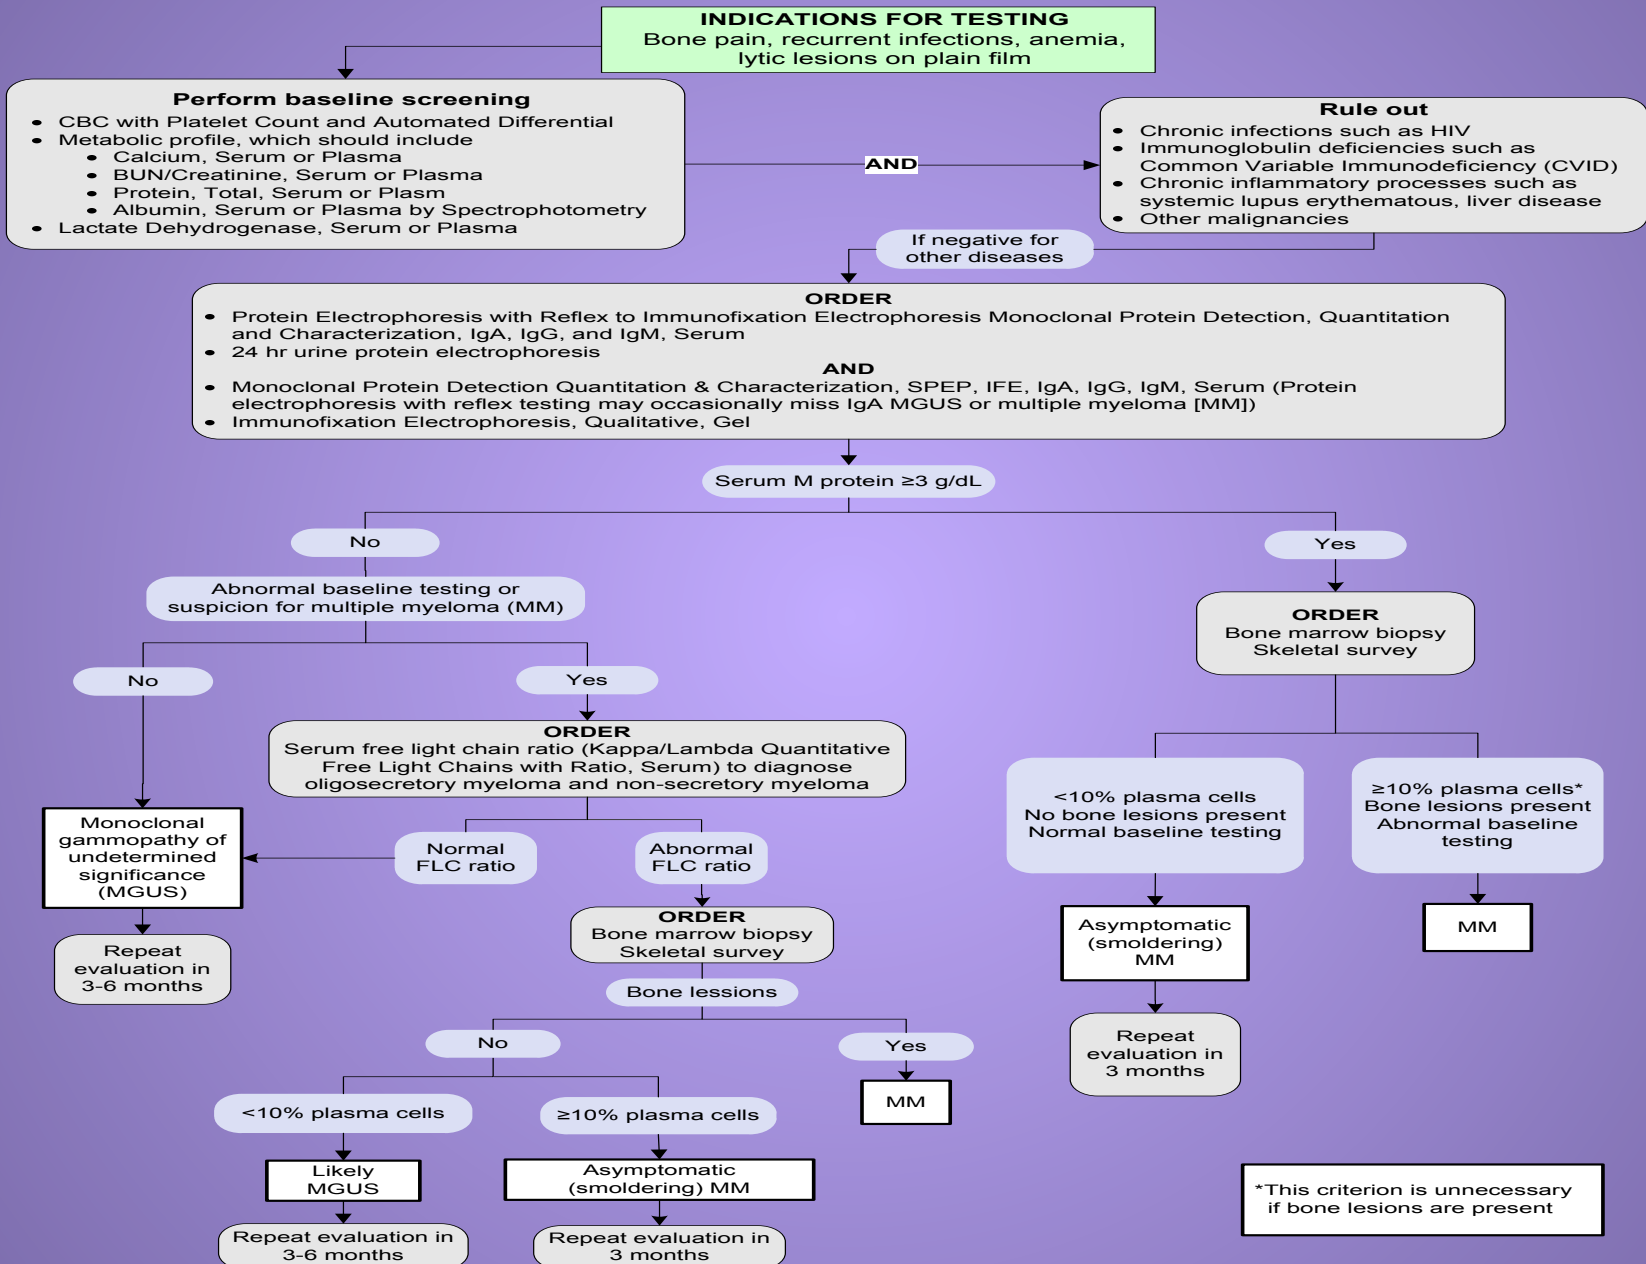 INDICATIONS FOR TESTING
Bone pain, recurrent infections, anemia,
lytic lesions on plain film
Perform baseline screening
• CBC with Platelet Count and Automated Differential
• Metabolic profile, which should include
• Calcium, Serum or Plasma
• BUN/Creatinine, Serum or Plasma
• Protein, Total, Serum or Plasm
• Albumin, Serum or Plasma by Spectrophotometry
• Lactate Dehydrogenase, Serum or Plasma
AND
Rule out
• Chronic infections such as HIV
• Immunoglobulin deficiencies such as
Common Variable Immunodeficiency (CVID)
• Chronic inflammatory processes such as
systemic lupus erythematous, liver disease
• Other malignancies
If negative for
other diseases
ORDER
• Protein Electrophoresis with Reflex to Immunofixation Electrophoresis Monoclonal Protein Detection, Quantitation
and Characterization, IgA, IgG, and IgM, Serum
• 24 hr urine protein electrophoresis
AND
• Monoclonal Protein Detection Quantitation & Characterization, SPEP, IFE, IgA, IgG, IgM, Serum (Protein
electrophoresis with reflex testing may occasionally miss IgA MGUS or multiple myeloma [MM])
• Immunofixation Electrophoresis, Qualitative, Gel
Serum M protein ≥3 g/dL
No
Yes
Abnormal baseline testing or
suspicion for multiple myeloma (MM)
ORDER
Bone marrow biopsy
Skeletal survey
No
Yes
ORDER
Serum free light chain ratio (Kappa/Lambda Quantitative
Free Light Chains with Ratio, Serum) to diagnose
oligosecretory myeloma and non-secretory myeloma
<10% plasma cells
No bone lesions present
Normal baseline testing
≥10% plasma cells*
Bone lesions present
Abnormal baseline
testing
Monoclonal
gammopathy of
undetermined
significance
(MGUS)
Normal
FLC ratio
Abnormal
FLC ratio
Repeat
evaluation in
3-6 months
ORDER
Bone marrow biopsy
Skeletal survey
Asymptomatic
(smoldering)
MM
MM
Bone lessions
Repeat
evaluation in
3 months
No
Yes
<10% plasma cells
≥10% plasma cells
MM
Likely
MGUS
Asymptomatic
(smoldering) MM
Repeat evaluation in
3-6 months
Repeat evaluation in
3 months
*This criterion is unnecessary
if bone lesions are present